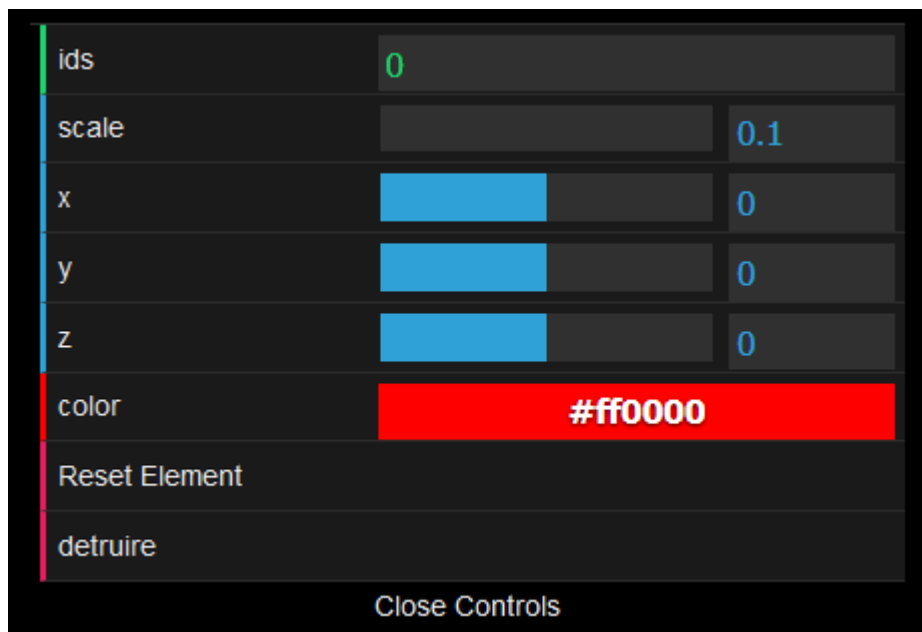 ids 0
scale 0.1
x 0
y 0
z 0
color #ff0000
Reset Element
detruire
Close Controls